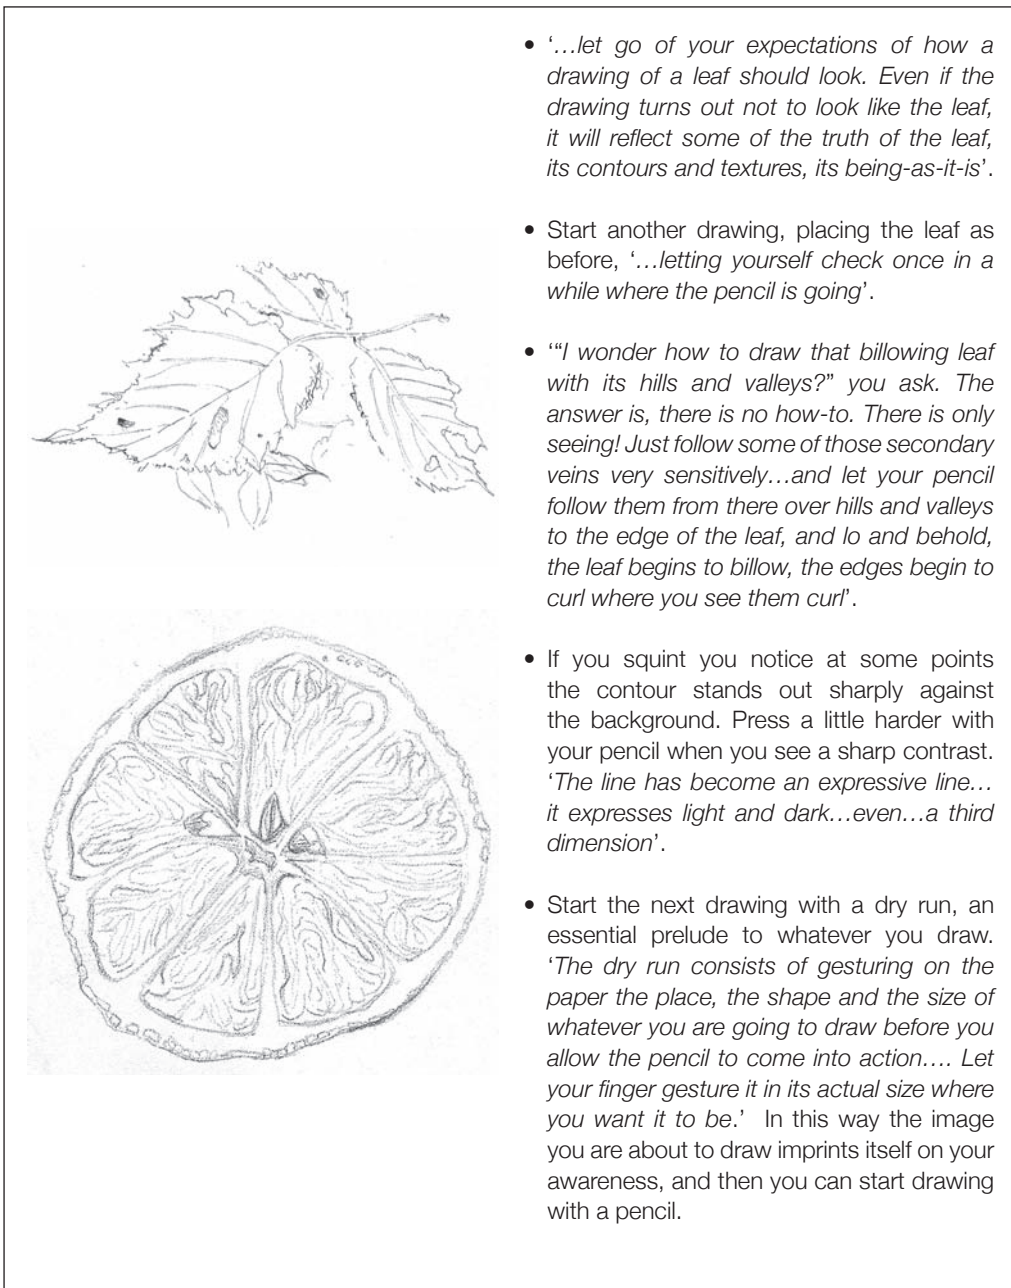 • ‘…let go of your expectations of how a
drawing of a leaf should look. Even if the
drawing turns out not to look like the leaf,
it will reflect some of the truth of the leaf,
its contours and textures, its being-as-it-is’.
• Start another drawing, placing the leaf as
before, ‘…letting yourself check once in a
while where the pencil is going’.
• ‘“I wonder how to draw that billowing leaf
with its hills and valleys?” you ask. The
answer is, there is no how-to. There is only
seeing! Just follow some of those secondary
veins very sensitively…and let your pencil
follow them from there over hills and valleys
to the edge of the leaf, and lo and behold,
the leaf begins to billow, the edges begin to
curl where you see them curl’.
• If you squint you notice at some points
the contour stands out sharply against
the background. Press a little harder with
your pencil when you see a sharp contrast.
‘The line has become an expressive line…
it expresses light and dark…even…a third
dimension’.
• Start the next drawing with a dry run, an
essential prelude to whatever you draw.
‘The dry run consists of gesturing on the
paper the place, the shape and the size of
whatever you are going to draw before you
allow the pencil to come into action…. Let
your finger gesture it in its actual size where
you want it to be.’ In this way the image
you are about to draw imprints itself on your
awareness, and then you can start drawing
with a pencil.